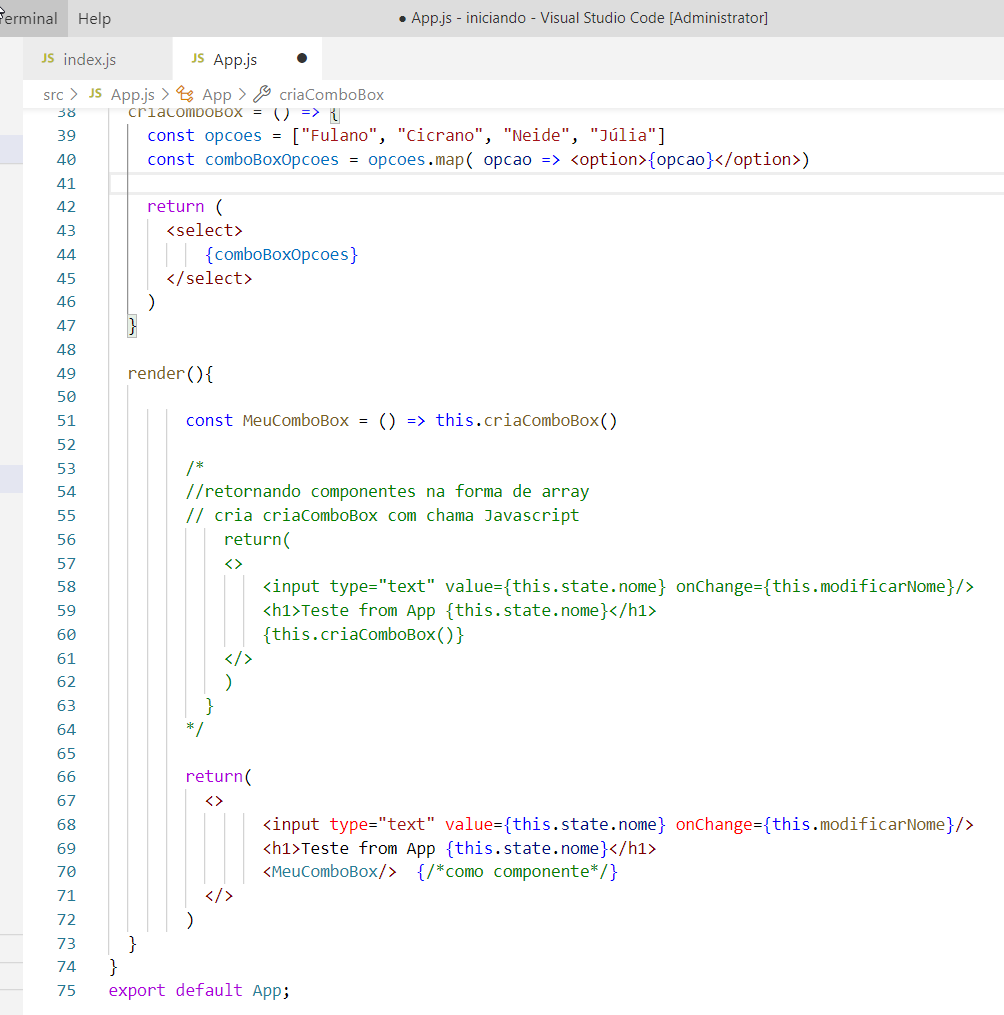 Terminal Help ● App.js - iniciando - Visual Studio Code [Administrator]
JS index.js JS App.js ●
src > JS App.js > App > criaComboBox
38 criaComboBox = () => {
39 const opcoes = ["Fulano", "Cicrano", "Neide", "Júlia"]
40 const comboBoxOpcoes = opcoes.map( opcao => <option>{opcao}</option>)
41
42 return (
43 <select>
44 {comboBoxOpcoes}
45 </select>
46 )
47 }
48
49 render(){
50
51 const MeuComboBox = () => this.criaComboBox()
52
53 /*
54 //retornando componentes na forma de array
55 // cria criaComboBox com chama Javascript
56 return(
57 <>
58 <input type="text" value={this.state.nome} onChange={this.modificarNome}/>
59 <h1>Teste from App {this.state.nome}</h1>
60 {this.criaComboBox()}
61 </>
62 )
63 }
64 */
65
66 return(
67 <>
68 <input type="text" value={this.state.nome} onChange={this.modificarNome}/>
69 <h1>Teste from App {this.state.nome}</h1>
70 <MeuComboBox/> {/*como componente*/}
71 </>
72 )
73 }
74 }
75 export default App;